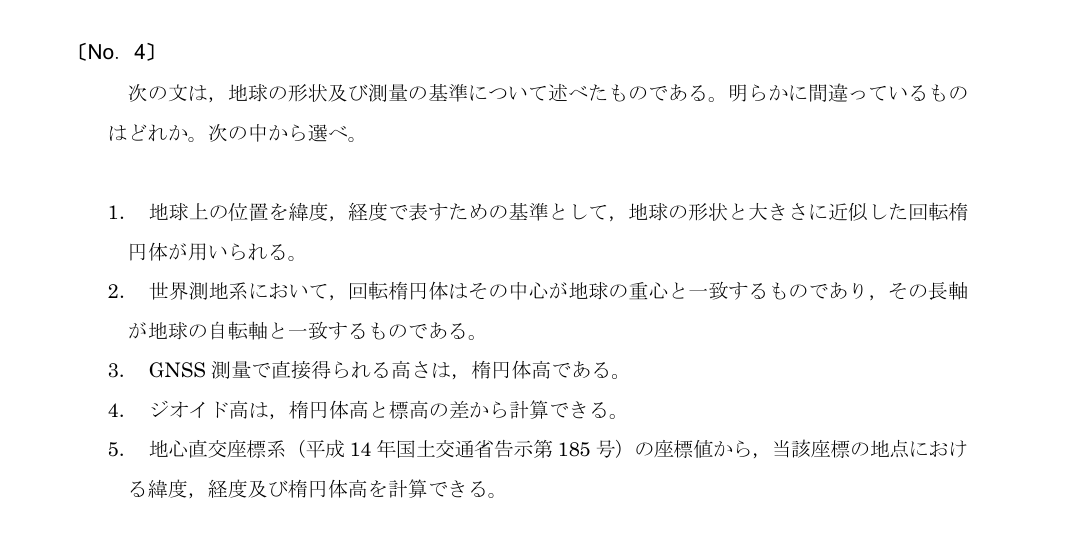 〔No. 4〕
次の文は，地球の形状及び測量の基準について述べたものである。明らかに間違っているもの
はどれか。次の中から選べ。
1. 地球上の位置を緯度，経度で表すための基準として，地球の形状と大きさに近似した回転楕
円体が用いられる。
2. 世界測地系において，回転楕円体はその中心が地球の重心と一致するものであり，その長軸
が地球の自転軸と一致するものである。
3. GNSS 測量で直接得られる高さは，楕円体高である。
4. ジオイド高は，楕円体高と標高の差から計算できる。
5. 地心直交座標系（平成 14 年国土交通省告示第 185 号）の座標値から，当該座標の地点におけ
る緯度，経度及び楕円体高を計算できる。